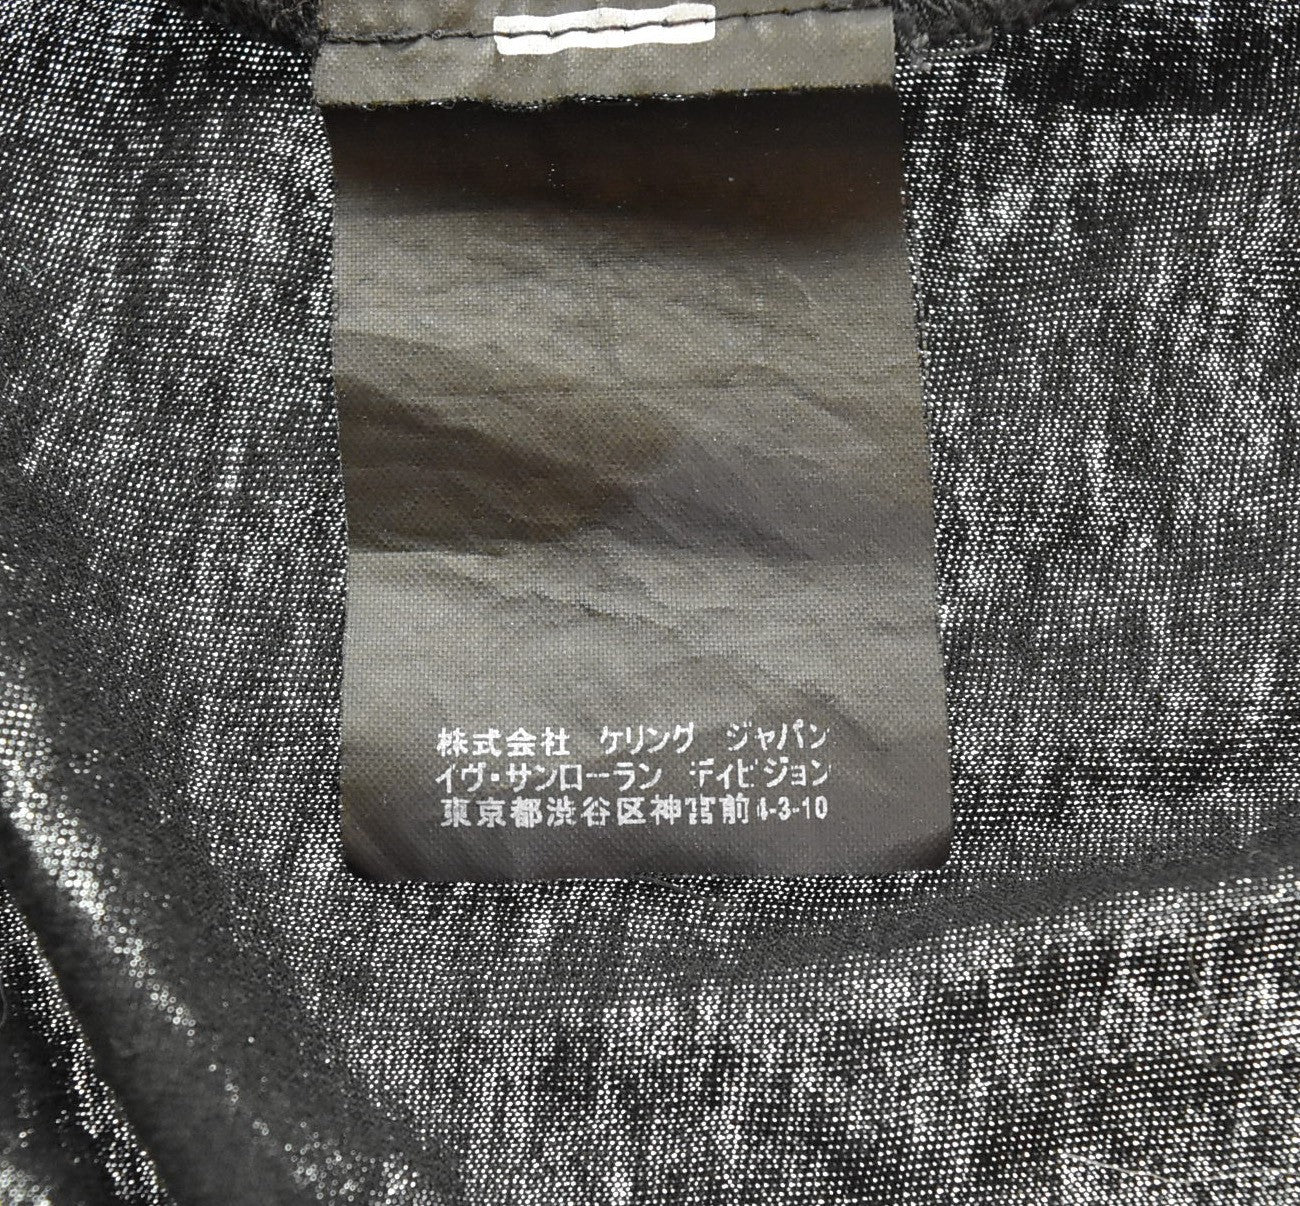 株式会社 ケリング ジャパン
イヴ・サンローラン ディビジョン
東京都渋谷区神宮前4-3-10